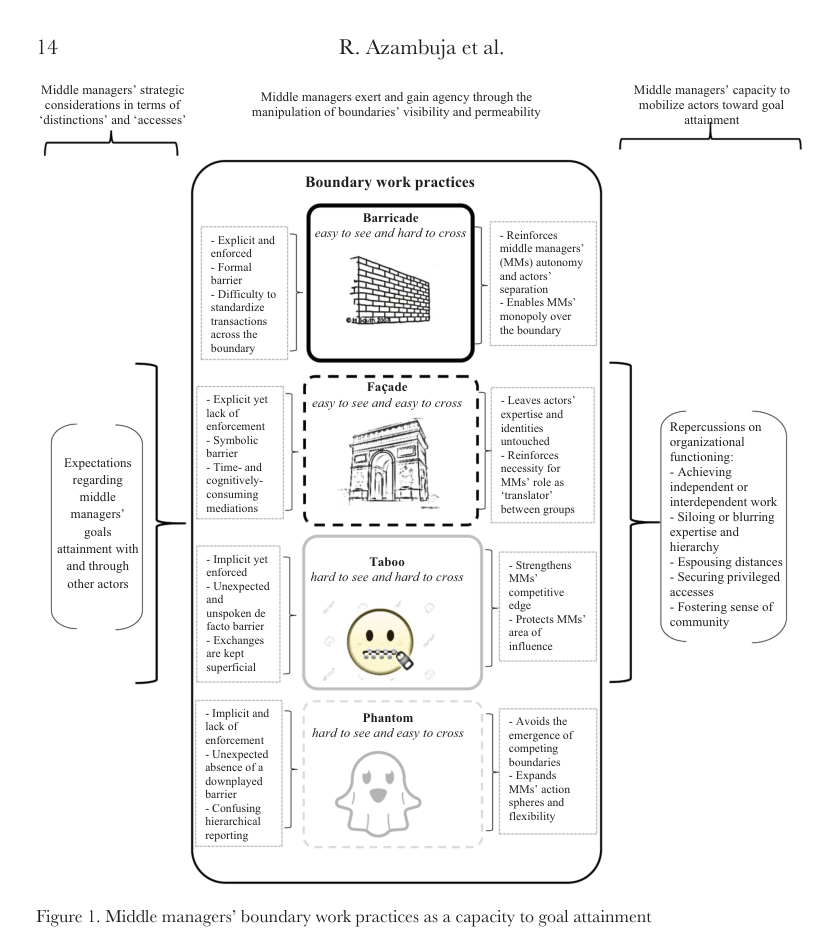 14
R. Azambuja et al.
Middle managers’ strategic
considerations in terms of
‘distinctions’ and ‘accesses’
Middle managers exert and gain agency through the
manipulation of boundaries’ visibility and permeability
Middle managers’ capacity to
mobilize actors toward goal
attainment
Boundary work practices
Barricade
easy to see and hard to cross
- Explicit and
enforced
- Formal
barrier
- Difficulty to
standardize
transactions
across the
boundary
- Reinforces
middle managers’
(MMs) autonomy
and actors’
separation
- Enables MMs’
monopoly over
the boundary
Façade
easy to see and easy to cross
- Explicit yet
lack of
enforcement
- Symbolic
barrier
- Time- and
cognitively-
consuming
mediations
- Leaves actors’
expertise and
identities
untouched
- Reinforces
necessity for
MMs’ role as
‘translator’
between groups
Expectations
regarding
middle
managers’
goals
attainment with
and through
other actors
Repercussions on
organizational
functioning:
- Achieving
independent or
interdependent work
- Siloing or blurring
expertise and
hierarchy
- Espousing distances
- Securing privileged
accesses
- Fostering sense of
community
Taboo
hard to see and hard to cross
- Implicit yet
enforced
- Unexpected
and
unspoken de
facto barrier
- Exchanges
are kept
superficial
- Strengthens
MMs’
competitive
edge
- Protects MMs’
area of
influence
Phantom
hard to see and easy to cross
- Implicit and
lack of
enforcement
- Unexpected
absence of a
downplayed
barrier
- Confusing
hierarchical
reporting
- Avoids the
emergence of
competing
boundaries
- Expands
MMs’ action
spheres and
flexibility
Figure 1. Middle managers’ boundary work practices as a capacity to goal attainment